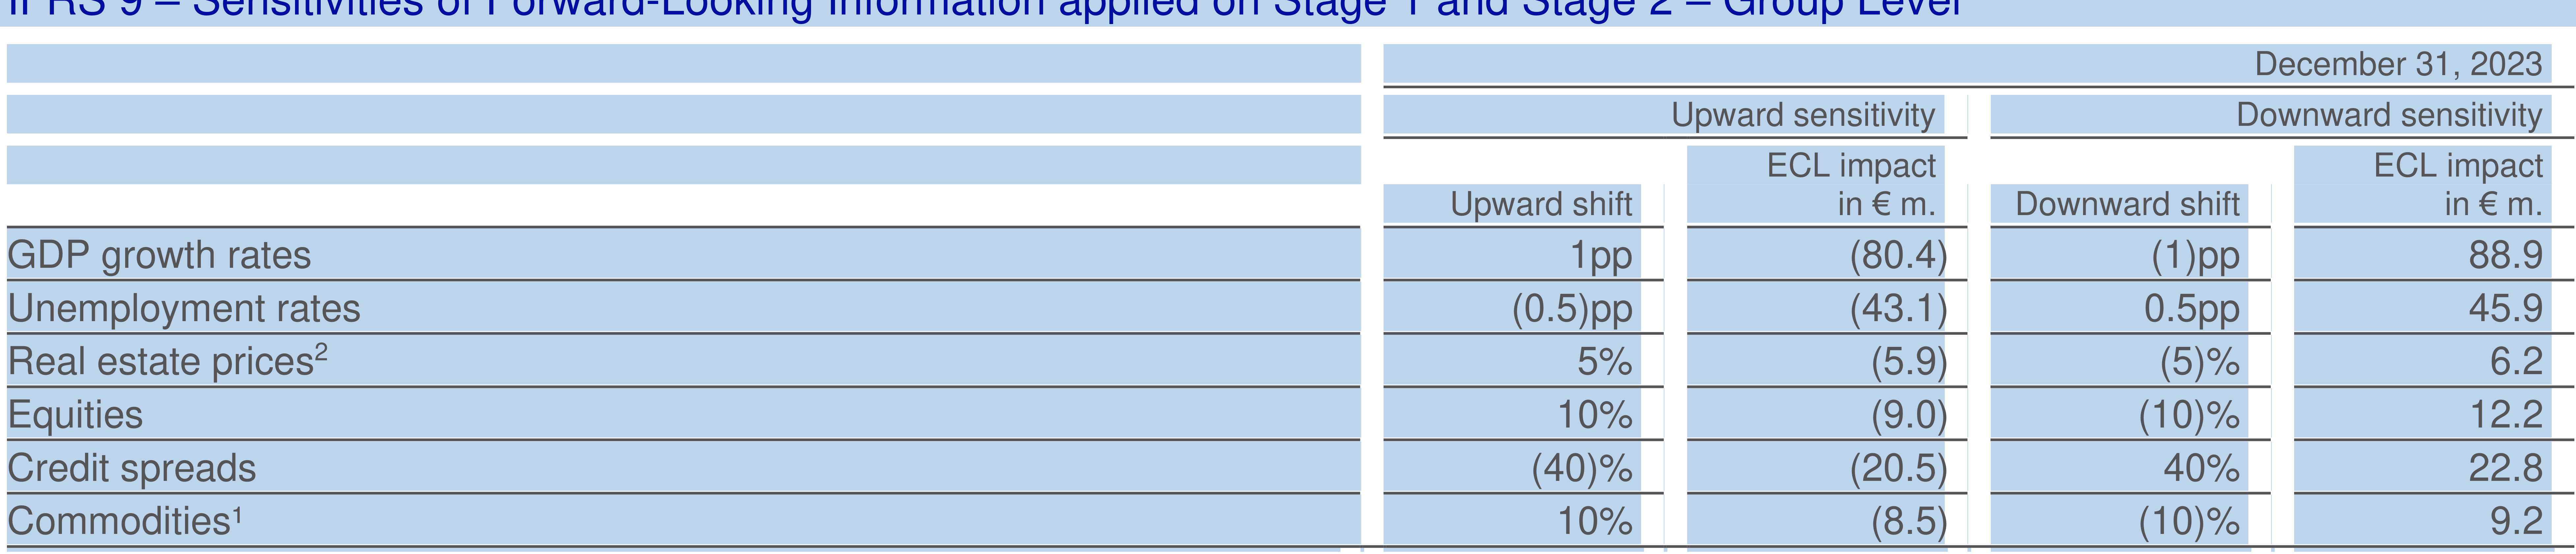 IFRS 9 – Sensitivities of Forward-Looking Information applied on Stage 1 and Stage 2 – Group Level
December 31, 2023
Upward sensitivity Downward sensitivity
ECL impact ECL impact
Upward shift in € m. Downward shift in € m.
GDP growth rates 1pp (80.4) (1)pp 88.9
Unemployment rates (0.5)pp (43.1) 0.5pp 45.9
Real estate prices² 5% (5.9) (5)% 6.2
Equities 10% (9.0) (10)% 12.2
Credit spreads (40)% (20.5) 40% 22.8
Commodities¹ 10% (8.5) (10)% 9.2